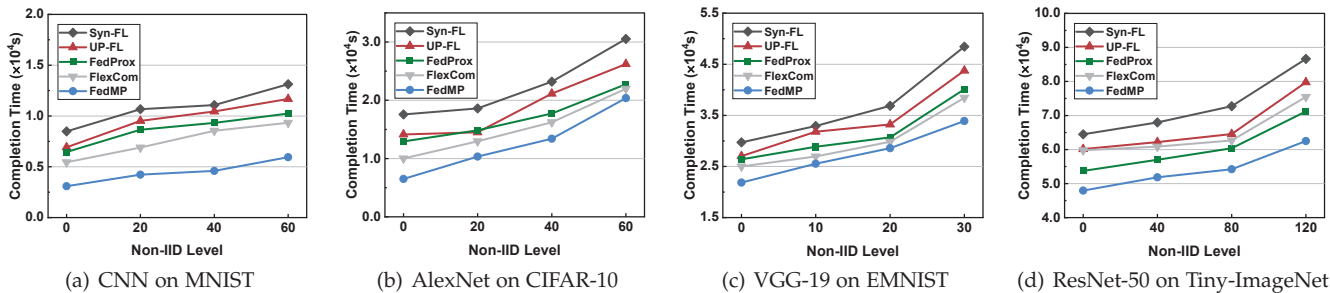 Completion Time (×10⁴s)
2.0
1.5
1.0
0.5
0.0
Syn-FL
UP-FL
FedProx
FlexCom
FedMP
0 20 40 60
Non-IID Level
(a) CNN on MNIST
Completion Time (×10⁴s)
3.0
2.0
1.0
0.0
Syn-FL
UP-FL
FedProx
FlexCom
FedMP
0 20 40 60
Non-IID Level
(b) AlexNet on CIFAR-10
Completion Time (×10⁴s)
5.5
4.5
3.5
2.5
1.5
Syn-FL
UP-FL
FedProx
FlexCom
FedMP
0 10 20 30
Non-IID Level
(c) VGG-19 on EMNIST
Completion Time (×10⁴s)
10.0
9.0
8.0
7.0
6.0
5.0
4.0
Syn-FL
UP-FL
FedProx
FlexCom
FedMP
0 40 80 120
Non-IID Level
(d) ResNet-50 on Tiny-ImageNet